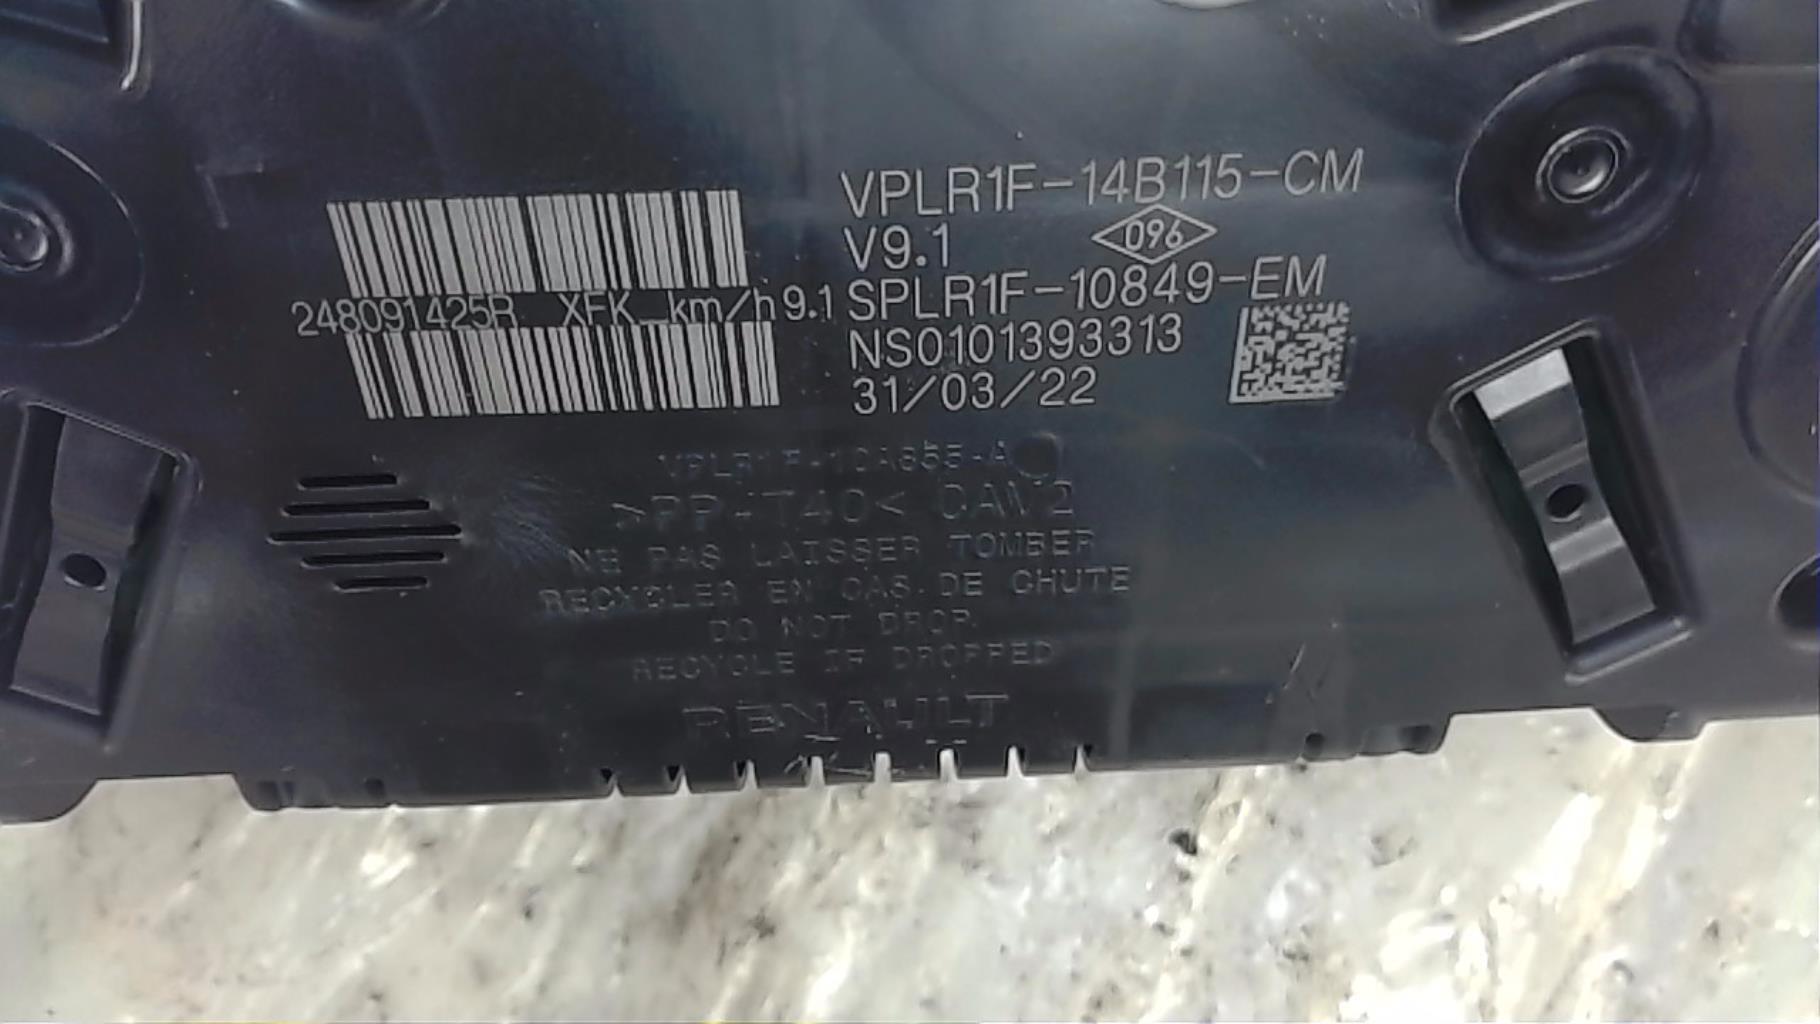 VPLR1F-14B115-CM
V9.1 096
248091425R XFK_km/h9.1 SPLR1F-10849-EM
NS0101393313
31/03/22
>PP-T40< CAV2
NE PAS LAISSER TOMBER
RECYCLER EN CAS DE CHUTE
DO NOT DROP
RECYCLE IF DROPPED
RENAULT